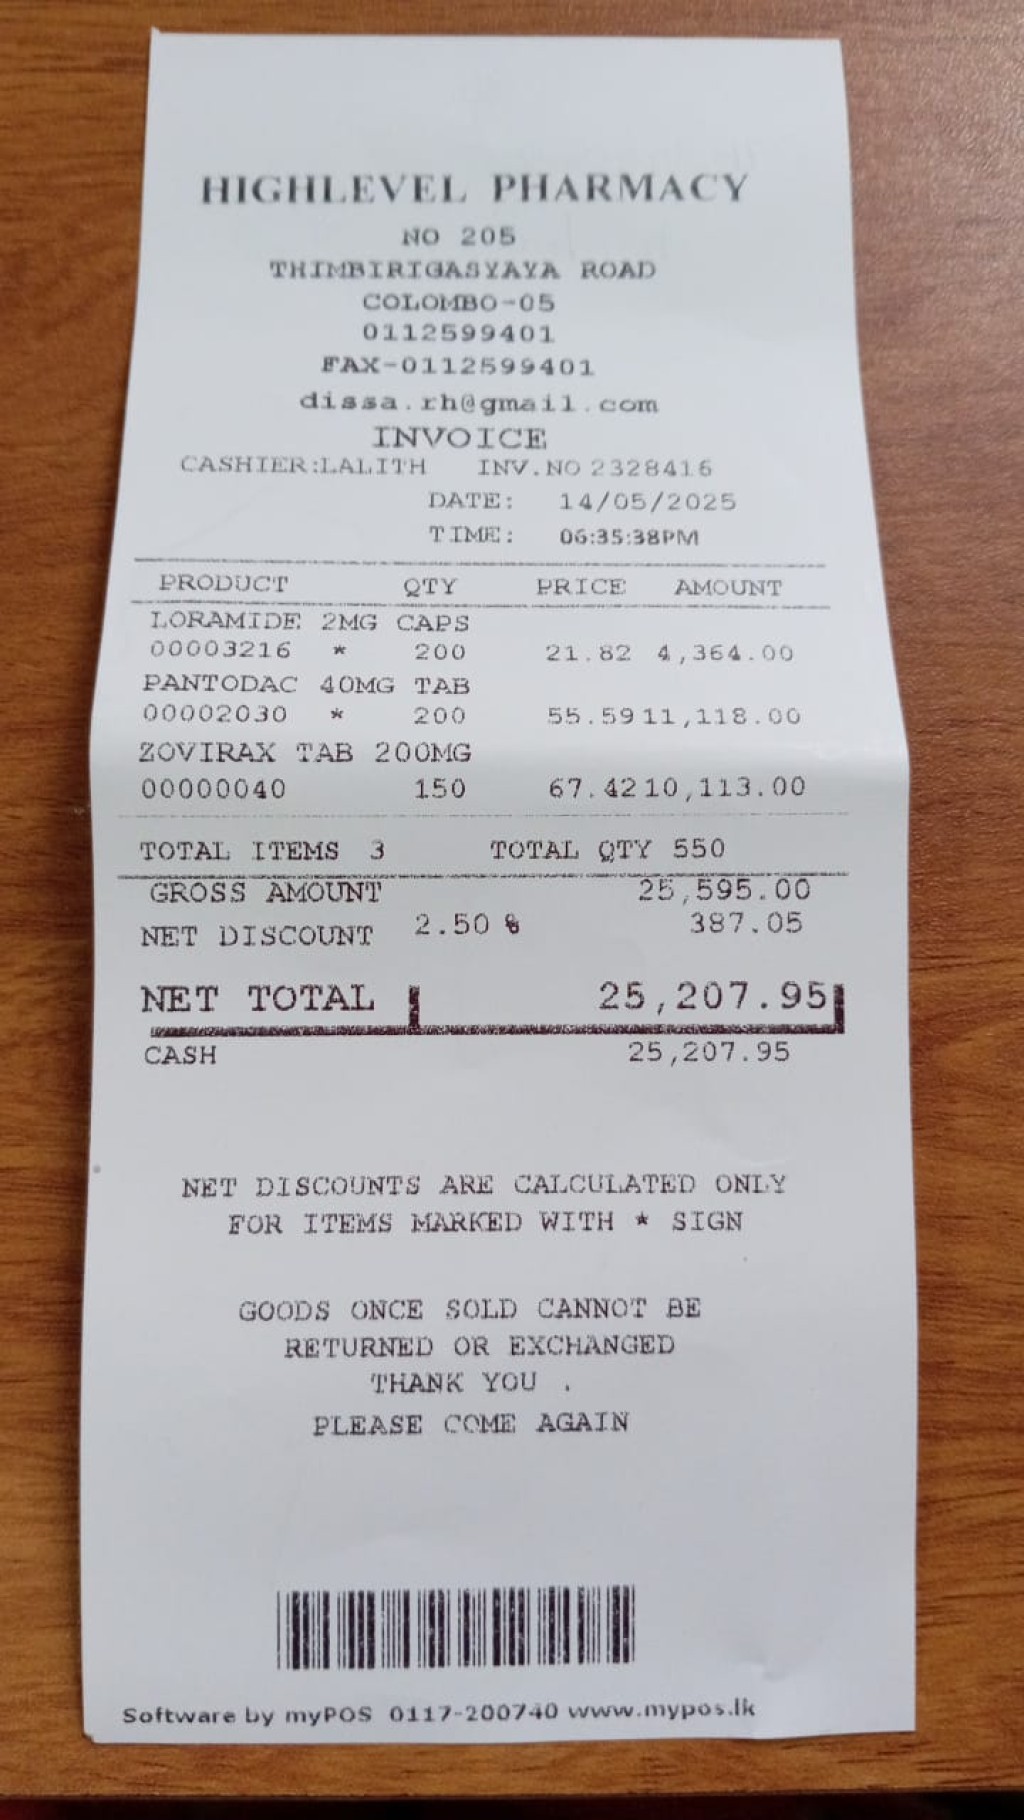 HIGHLEVEL PHARMACY
NO 205
THIMBIRIGASYAYA ROAD
COLOMBO-05
0112599401
FAX-0112599401
dissa.rh@gmail.com
INVOICE
CASHIER:LALITH INV.NO 2328416
DATE: 14/05/2025
TIME: 06:35:38PM
PRODUCT QTY PRICE AMOUNT
LORAMIDE 2MG CAPS
00003216 * 200 21.82 4,364.00
PANTODAC 40MG TAB
00002030 * 200 55.59 11,118.00
ZOVIRAX TAB 200MG
00000040 150 67.42 10,113.00
TOTAL ITEMS 3 TOTAL QTY 550
GROSS AMOUNT 25,595.00
NET DISCOUNT 2.50 % 387.05
NET TOTAL 25,207.95
CASH 25,207.95
NET DISCOUNTS ARE CALCULATED ONLY
FOR ITEMS MARKED WITH * SIGN
GOODS ONCE SOLD CANNOT BE
RETURNED OR EXCHANGED
THANK YOU .
PLEASE COME AGAIN
Software by myPOS 0117-200740 www.mypos.lk